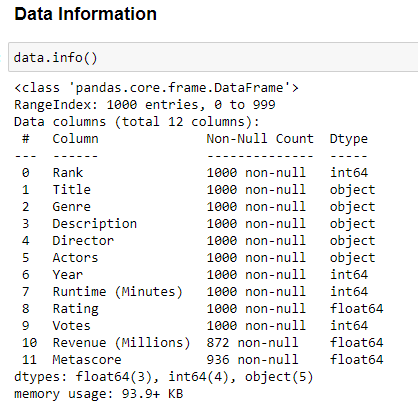 Data Information
data.info()
<class 'pandas.core.frame.DataFrame'>
RangeIndex: 1000 entries, 0 to 999
Data columns (total 12 columns):
 #   Column              Non-Null Count  Dtype
---  ------              --------------  -----
 0   Rank                1000 non-null   int64
 1   Title               1000 non-null   object
 2   Genre               1000 non-null   object
 3   Description         1000 non-null   object
 4   Director            1000 non-null   object
 5   Actors              1000 non-null   object
 6   Year                1000 non-null   int64
 7   Runtime (Minutes)   1000 non-null   int64
 8   Rating              1000 non-null   float64
 9   Votes               1000 non-null   int64
 10  Revenue (Millions)  872 non-null    float64
 11  Metascore           936 non-null    float64
dtypes: float64(3), int64(4), object(5)
memory usage: 93.9+ KB